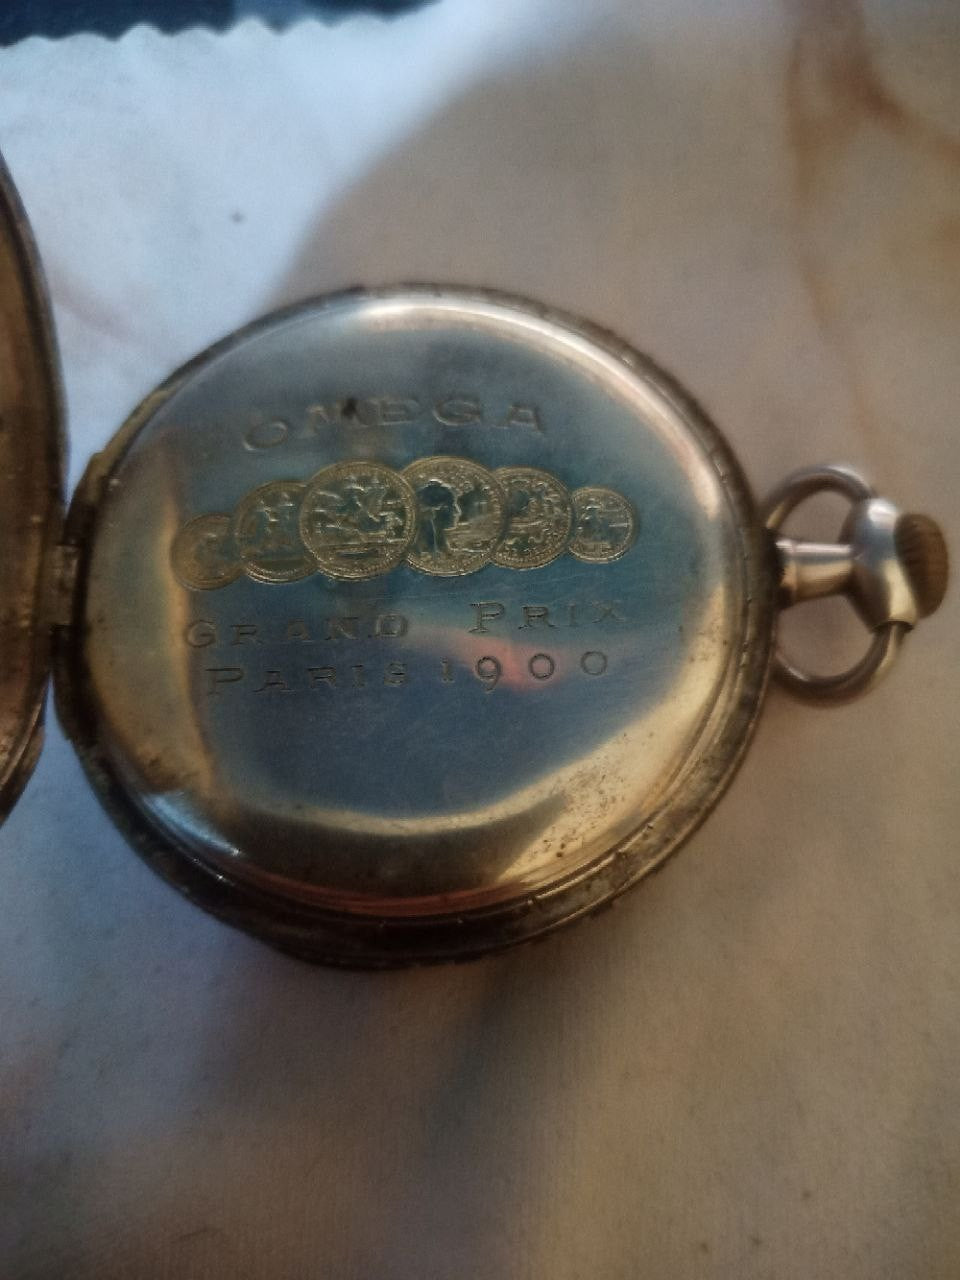 OMEGA
GRAND PRIX
PARIS 1900